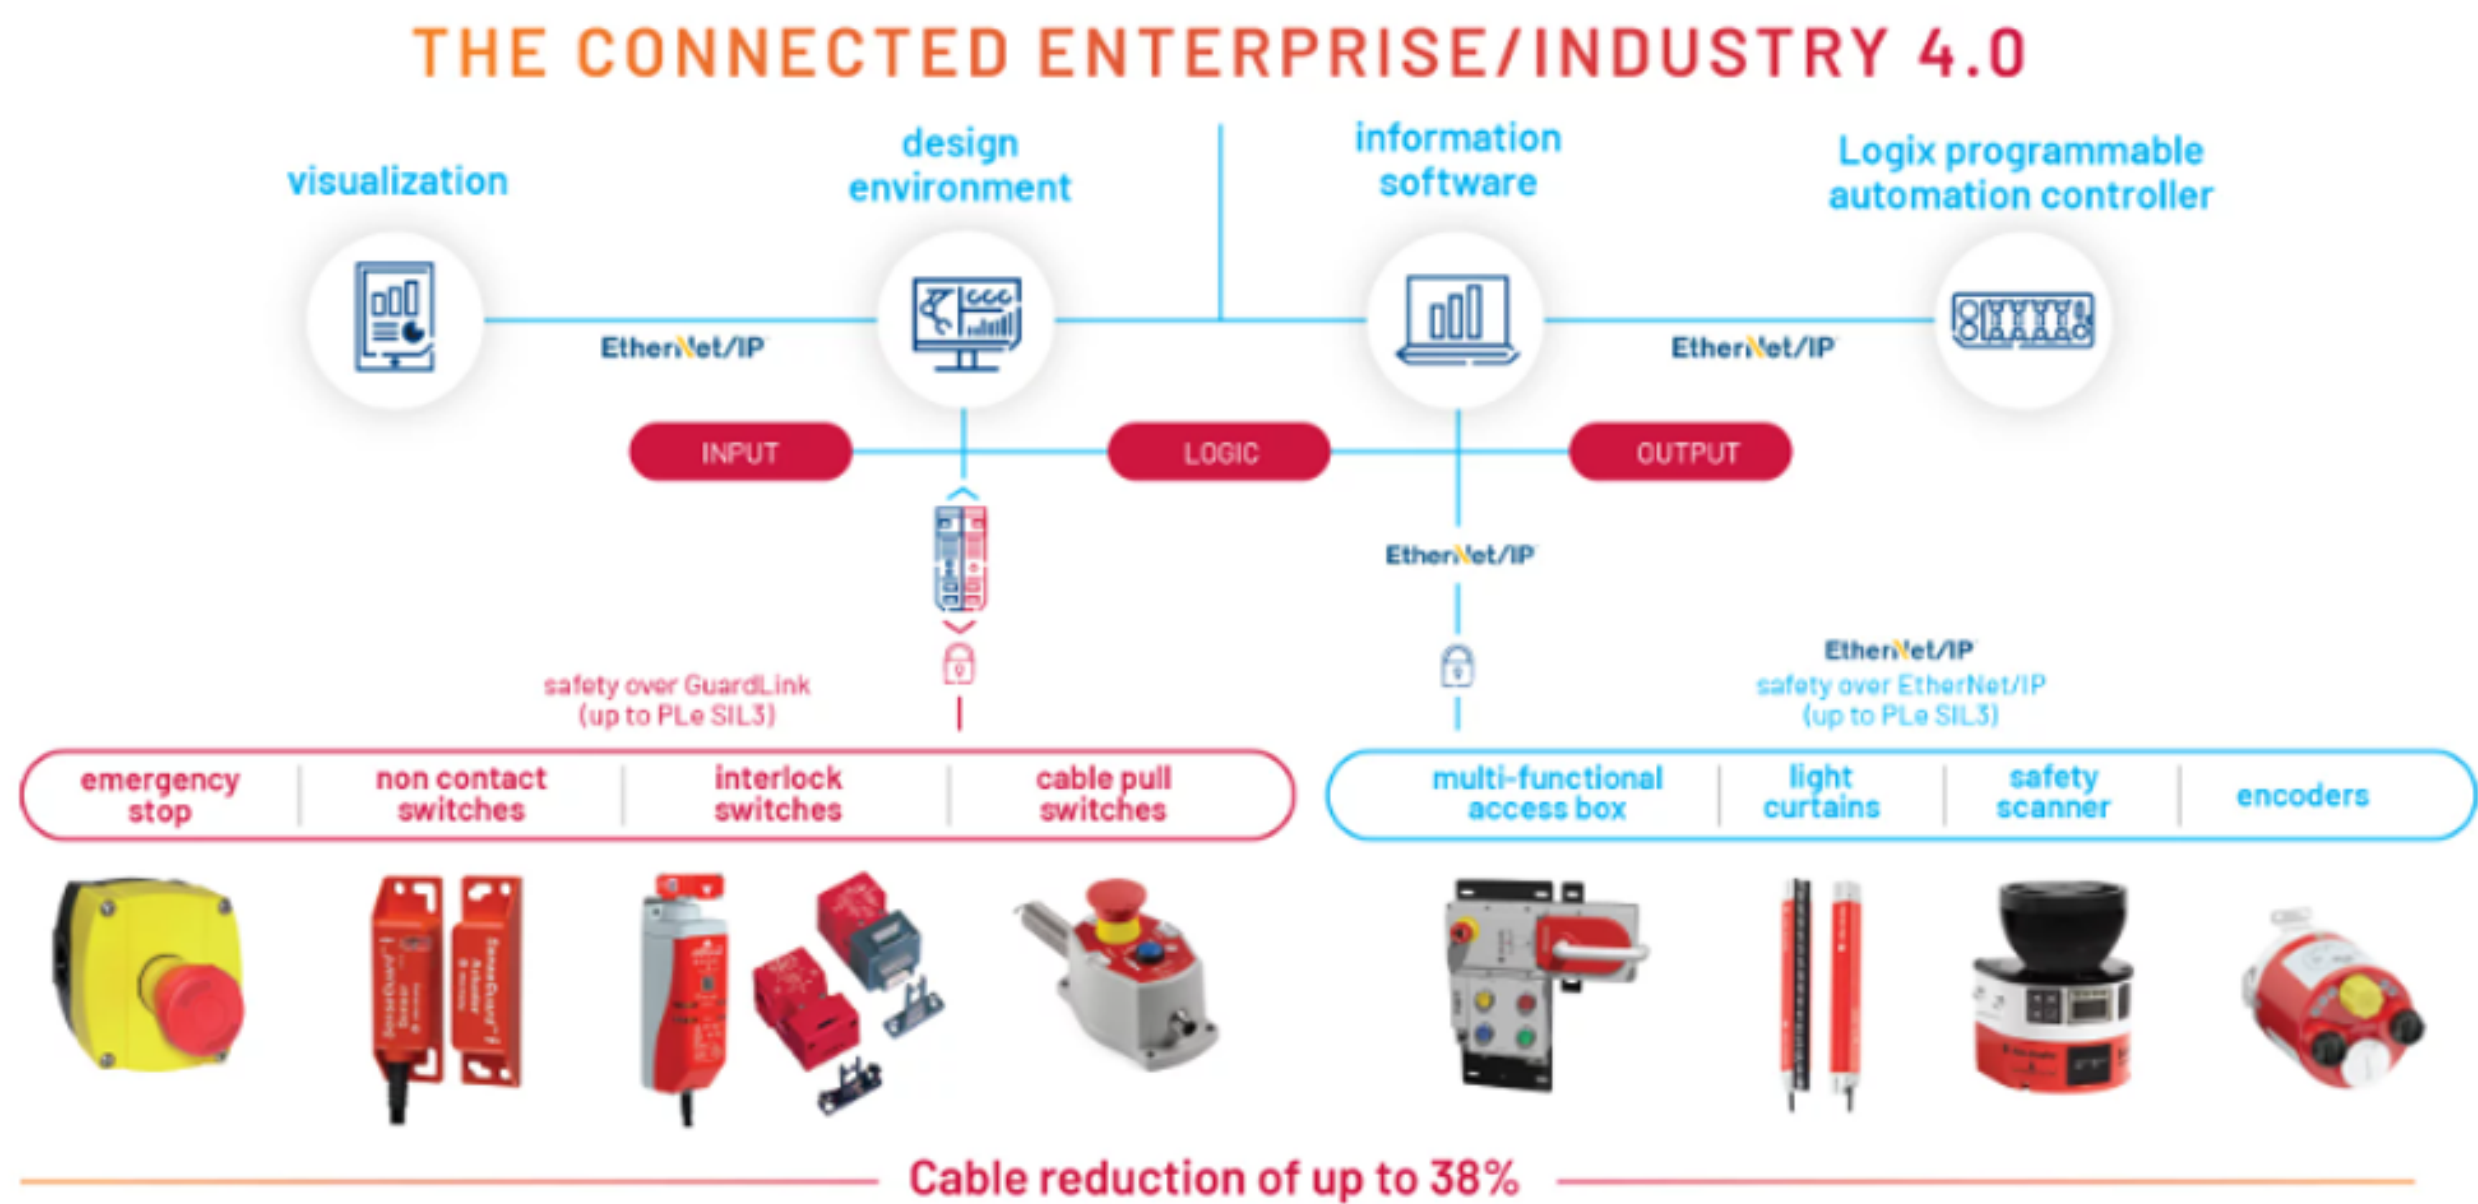 THE CONNECTED ENTERPRISE/INDUSTRY 4.0
visualization
design
environment
information
software
Logix programmable
automation controller
EtherNet/IP
EtherNet/IP
INPUT
LOGIC
OUTPUT
EtherNet/IP
safety over GuardLink
(up to PLe SIL3)
EtherNet/IP
safety over EtherNet/IP
(up to PLe SIL3)
emergency
stop
non contact
switches
interlock
switches
cable pull
switches
multi-functional
access box
light
curtains
safety
scanner
encoders
SensaGuard
Actuator
Cable reduction of up to 38%